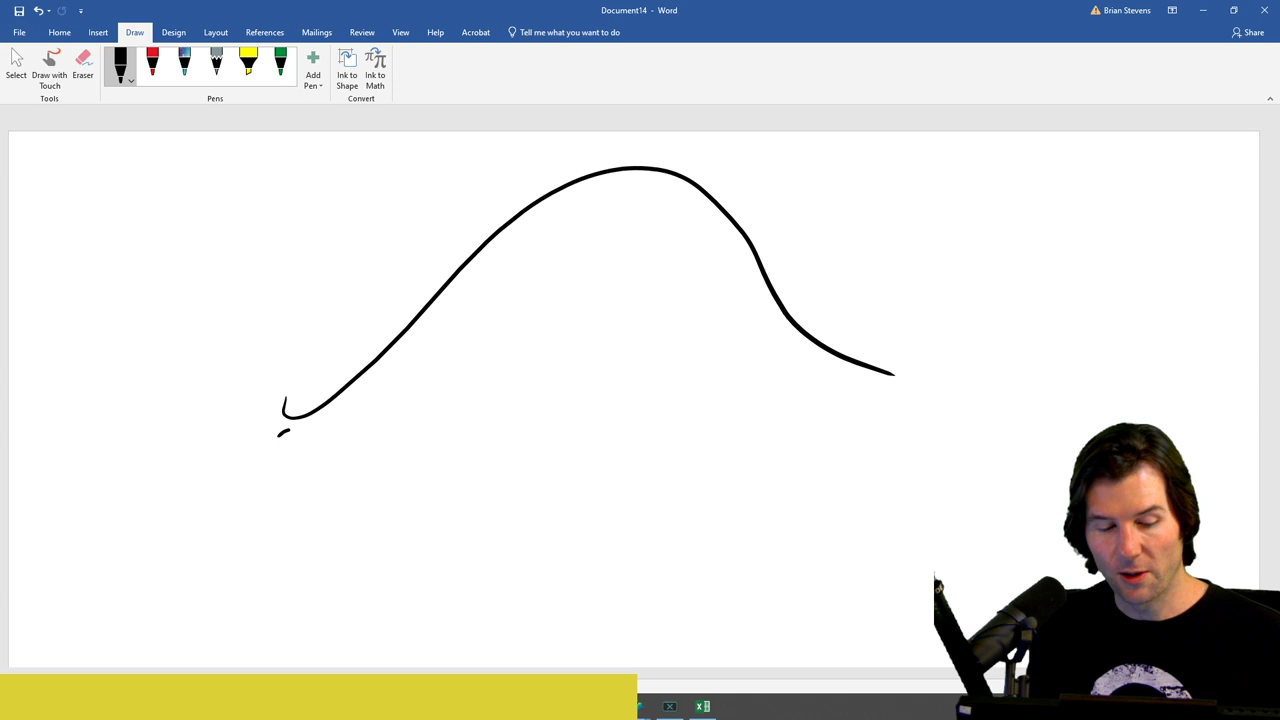 Document14 - Word
Brian Stevens
File Home Insert Draw Design Layout References Mailings Review View Help Acrobat Tell me what you want to do
Share
Select
Draw with Touch
Eraser
Add Pen
Ink to Shape
Ink to Math
Tools
Pens
Convert